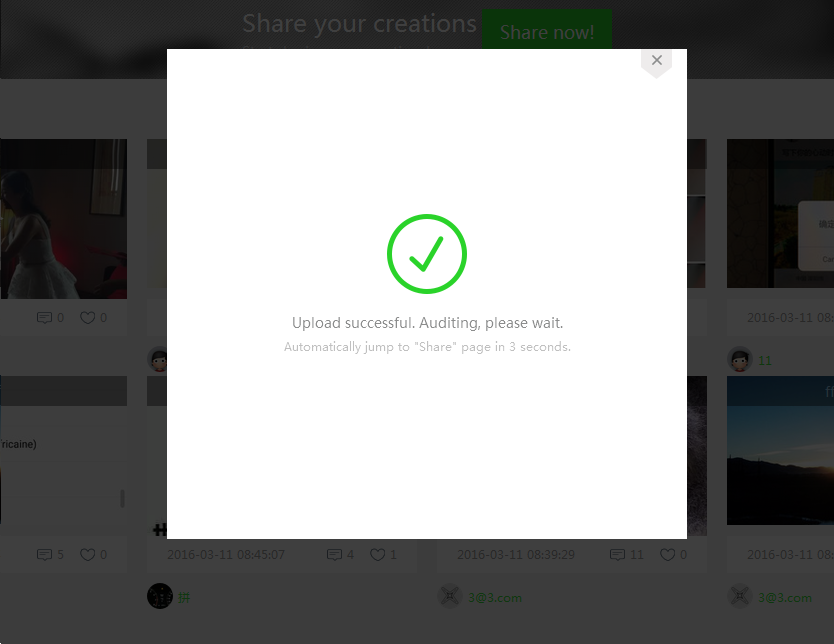 Share your creations
Share now!
Upload successful. Auditing, please wait.
Automatically jump to "Share" page in 3 seconds.
0 0
2016-03-11 08:
11
ricaine)
5 0
2016-03-11 08:45:07 4 1
2016-03-11 08:39:29 11 0
2016-03-11 08:
拼
3@3.com
3@3.com